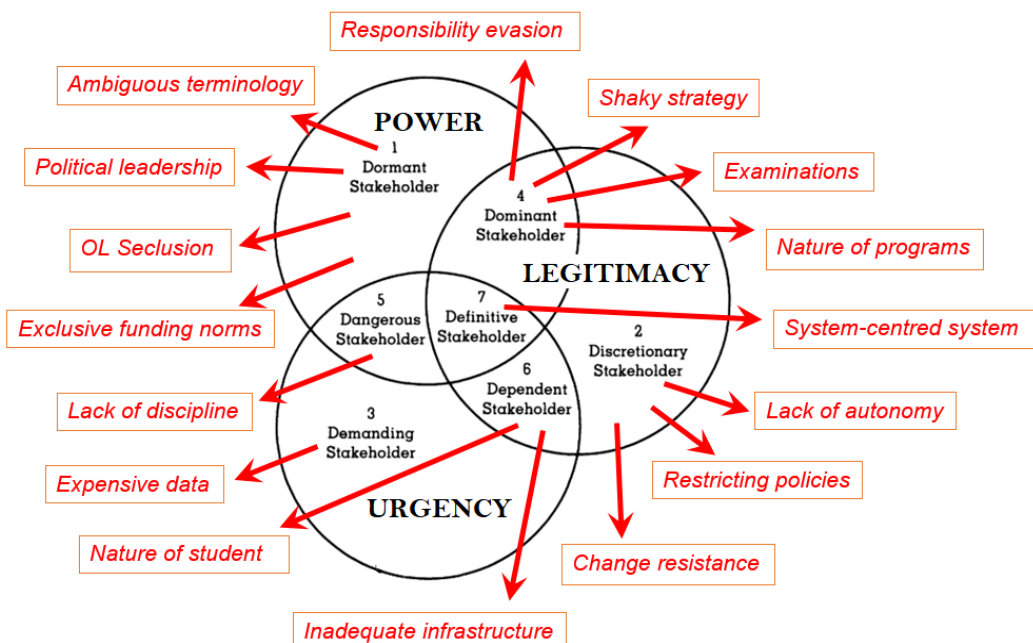 Responsibility evasion
Ambiguous terminology
Shaky strategy
POWER
1
Dormant
Stakeholder
Political leadership
Examinations
4
Dominant
Stakeholder
OL Seclusion
Nature of programs
LEGITIMACY
Exclusive funding norms
5
Dangerous
Stakeholder
7
Definitive
Stakeholder
System-centred system
2
Discretionary
Stakeholder
6
Dependent
Stakeholder
Lack of discipline
Lack of autonomy
3
Demanding
Stakeholder
Expensive data
Restricting policies
URGENCY
Nature of student
Change resistance
Inadequate infrastructure